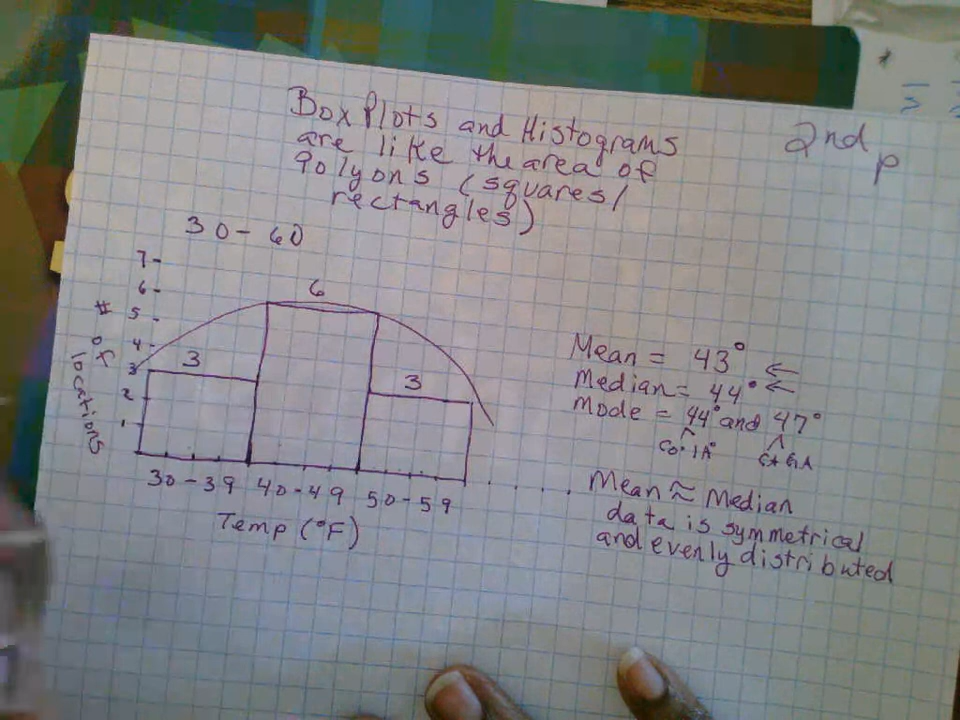 Box Plots and Histograms
are like the area of
polyons (squares/
rectangles)
2nd p
30-60
7
6
5
4
3
2
1
# of locations
3
6
3
30-39 40-49 50-59
Temp (°F)
Mean = 43°
Median = 44°
Mode = 44° and 47°
Mean ≈ Median
data is symmetrical
and evenly distributed